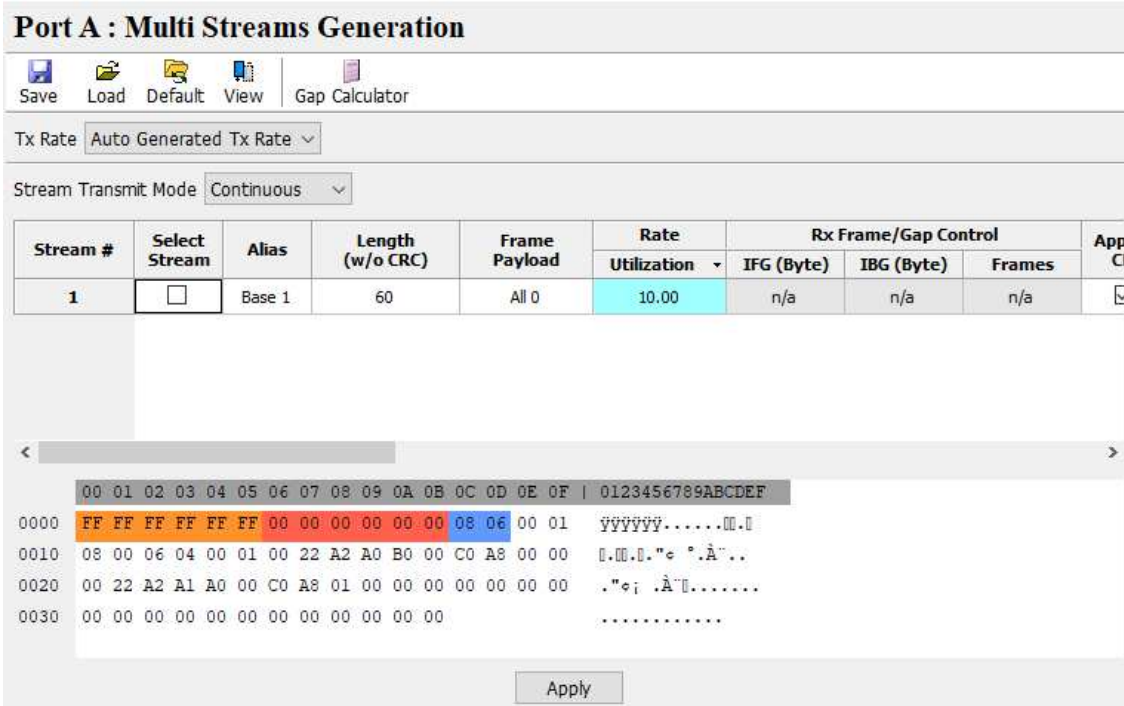 Port A : Multi Streams Generation
Save Load Default View Gap Calculator
Tx Rate Auto Generated Tx Rate
Stream Transmit Mode Continuous
Stream # Select Stream Alias Length (w/o CRC) Frame Payload Rate Utilization Rx Frame/Gap Control IFG (Byte) IBG (Byte) Frames
1 Base 1 60 All 0 10.00 n/a n/a n/a
00 01 02 03 04 05 06 07 08 09 0A 0B 0C 0D 0E 0F | 0123456789ABCDEF
0000 FF FF FF FF FF FF 00 00 00 00 00 00 08 06 00 01 ÿÿÿÿÿÿ........
0010 08 00 06 04 00 01 00 22 A2 A0 B0 00 C0 A8 00 00 ."¢ °.À¨..
0020 00 22 A2 A1 A0 00 C0 A8 01 00 00 00 00 00 00 00 ."¢¡ .À¨.......
0030 00 00 00 00 00 00 00 00 00 00 00 00 ............
Apply